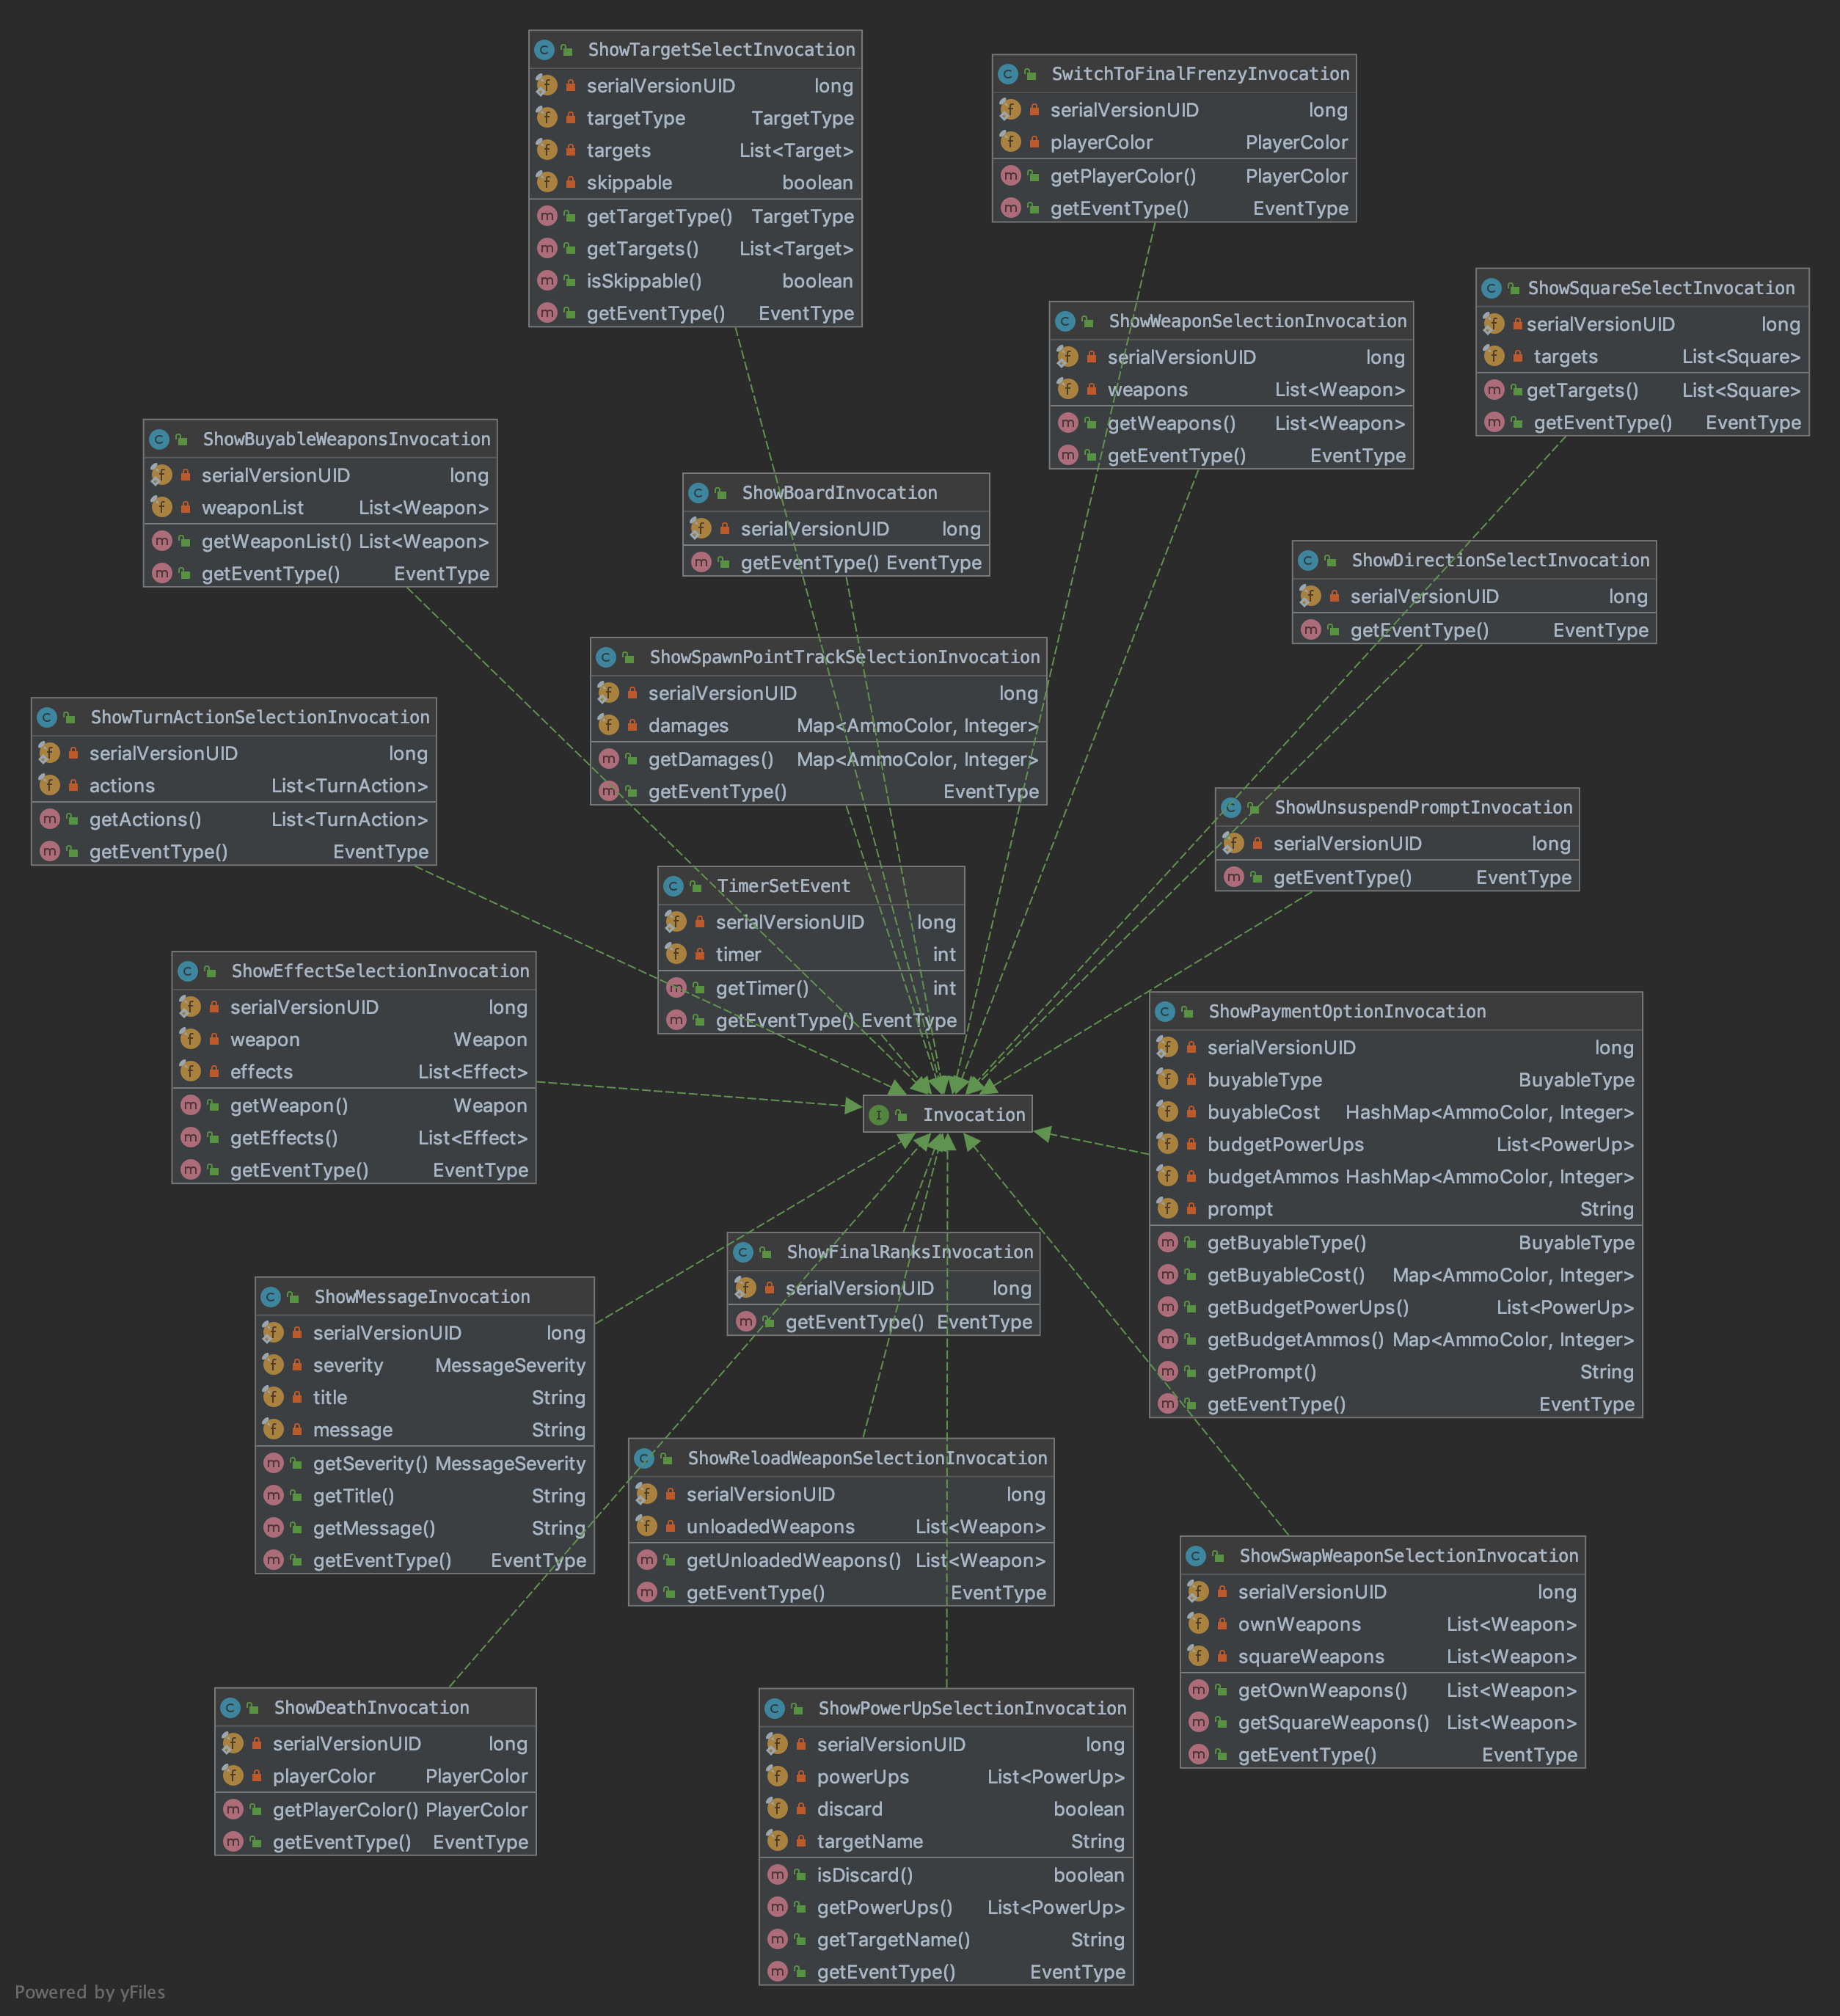 ShowTargetSelectInvocation
serialVersionUID long
targetType TargetType
targets List<Target>
skippable boolean
getTargetType() TargetType
getTargets() List<Target>
isSkippable() boolean
getEventType() EventType
SwitchToFinalFrenzyInvocation
serialVersionUID long
playerColor PlayerColor
getPlayerColor() PlayerColor
getEventType() EventType
ShowSquareSelectInvocation
serialVersionUID long
targets List<Square>
getTargets() List<Square>
getEventType() EventType
ShowWeaponSelectionInvocation
serialVersionUID long
weapons List<Weapon>
getWeapons() List<Weapon>
getEventType() EventType
ShowBuyableWeaponsInvocation
serialVersionUID long
weaponList List<Weapon>
getWeaponList() List<Weapon>
getEventType() EventType
ShowBoardInvocation
serialVersionUID long
getEventType() EventType
ShowDirectionSelectInvocation
serialVersionUID long
getEventType() EventType
ShowSpawnPointTrackSelectionInvocation
serialVersionUID long
damages Map<AmmoColor, Integer>
getDamages() Map<AmmoColor, Integer>
getEventType() EventType
ShowTurnActionSelectionInvocation
serialVersionUID long
actions List<TurnAction>
getActions() List<TurnAction>
getEventType() EventType
ShowUnsuspendPromptInvocation
serialVersionUID long
getEventType() EventType
TimerSetEvent
serialVersionUID long
timer int
getTimer() int
getEventType() EventType
ShowEffectSelectionInvocation
serialVersionUID long
weapon Weapon
effects List<Effect>
getWeapon() Weapon
getEffects() List<Effect>
getEventType() EventType
ShowPaymentOptionInvocation
serialVersionUID long
buyableType BuyableType
buyableCost HashMap<AmmoColor, Integer>
budgetPowerUps List<PowerUp>
budgetAmmos HashMap<AmmoColor, Integer>
prompt String
getBuyableType() BuyableType
getBuyableCost() Map<AmmoColor, Integer>
getBudgetPowerUps() List<PowerUp>
getBudgetAmmos() Map<AmmoColor, Integer>
getPrompt() String
getEventType() EventType
Invocation
ShowFinalRanksInvocation
serialVersionUID long
getEventType() EventType
ShowMessageInvocation
serialVersionUID long
severity MessageSeverity
title String
message String
getSeverity() MessageSeverity
getTitle() String
getMessage() String
getEventType() EventType
ShowReloadWeaponSelectionInvocation
serialVersionUID long
unloadedWeapons List<Weapon>
getUnloadedWeapons() List<Weapon>
getEventType() EventType
ShowSwapWeaponSelectionInvocation
serialVersionUID long
ownWeapons List<Weapon>
squareWeapons List<Weapon>
getOwnWeapons() List<Weapon>
getSquareWeapons() List<Weapon>
getEventType() EventType
ShowDeathInvocation
serialVersionUID long
playerColor PlayerColor
getPlayerColor() PlayerColor
getEventType() EventType
ShowPowerUpSelectionInvocation
serialVersionUID long
powerUps List<PowerUp>
discard boolean
targetName String
isDiscard() boolean
getPowerUps() List<PowerUp>
getTargetName() String
getEventType() EventType
Powered by yFiles